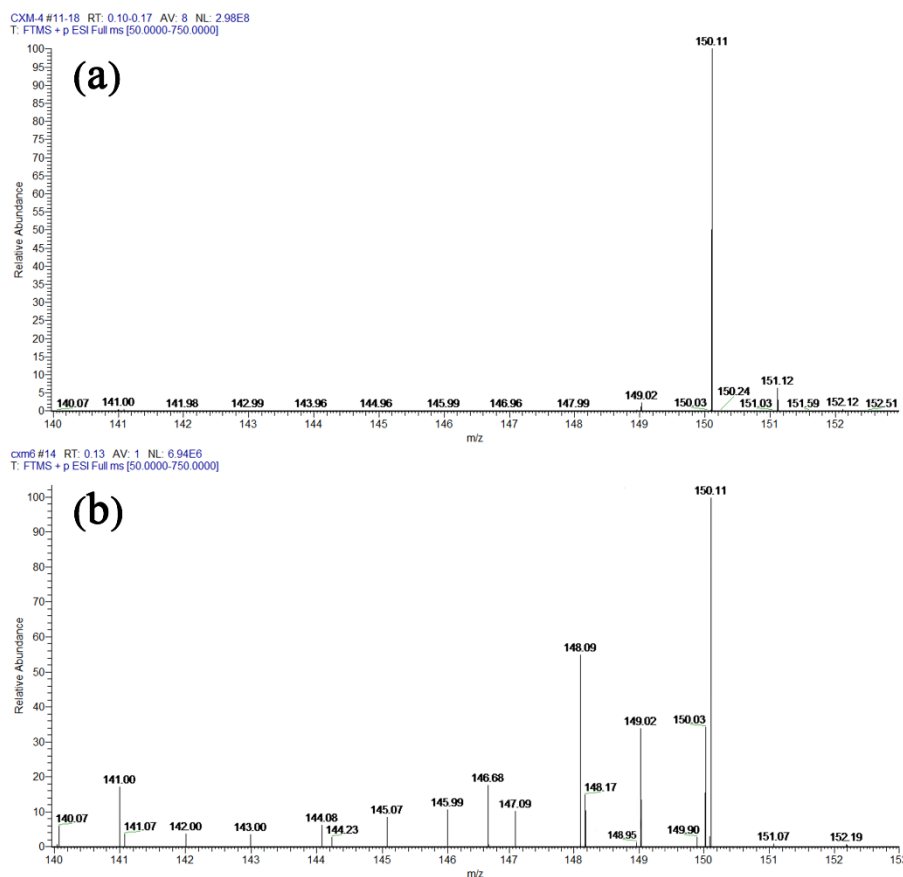 CXM-4 #11-18 RT: 0.10-0.17 AV: 8 NL: 2.98E8
T: FTMS + p ESI Full ms [50.0000-750.0000]
(a)
Relative Abundance
100
95
90
85
80
75
70
65
60
55
50
45
40
35
30
25
20
15
10
5
0
150.11
140.07 141.00 141.98 142.99 143.96 144.96 145.99 146.96 147.99 149.02 150.03 150.24 151.03 151.12 151.59 152.12 152.51
140 141 142 143 144 145 146 147 148 149 150 151 152
m/z
cxm6 #14 RT: 0.13 AV: 1 NL: 6.94E6
T: FTMS + p ESI Full ms [50.0000-750.0000]
(b)
Relative Abundance
100
90
80
70
60
50
40
30
20
10
0
150.11
148.09
149.02 150.03
141.00 146.68 148.17
140.07 141.07 142.00 143.00 144.08 144.23 145.07 145.99 147.09 148.95 149.90 151.07 152.19
140 141 142 143 144 145 146 147 148 149 150 151 152 153
m/z